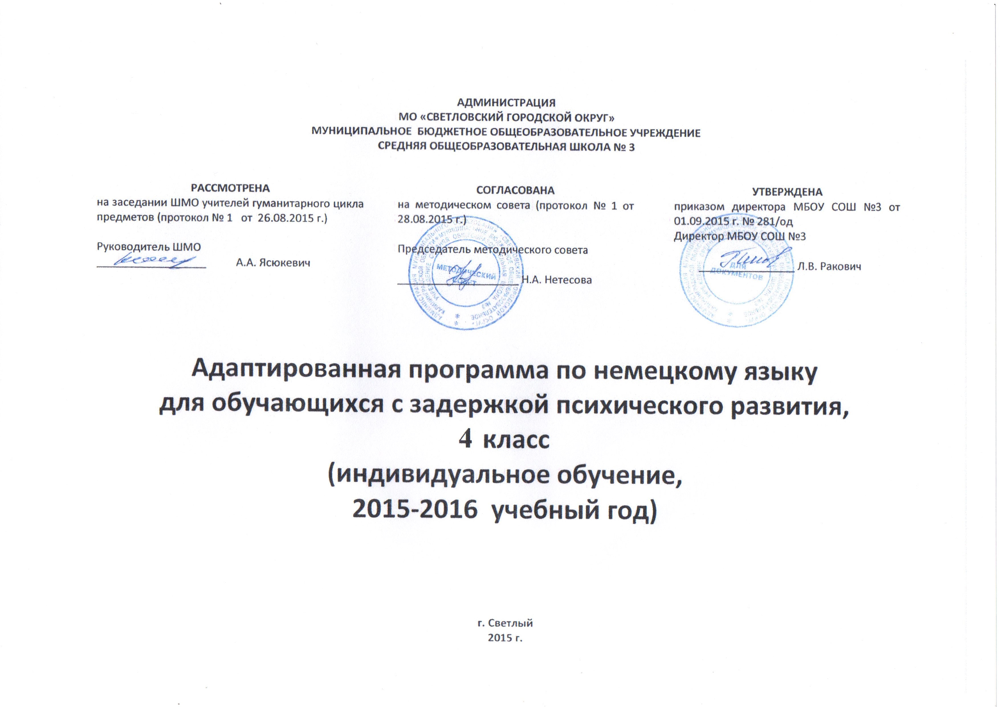 АДМИНИСТРАЦИЯ
МО «СВЕТЛОВСКИЙ ГОРОДСКОЙ ОКРУГ»
МУНИЦИПАЛЬНОЕ БЮДЖЕТНОЕ ОБЩЕОБРАЗОВАТЕЛЬНОЕ УЧРЕЖДЕНИЕ
СРЕДНЯЯ ОБЩЕОБРАЗОВАТЕЛЬНАЯ ШКОЛА № 3
РАССМОТРЕНА
на заседании ШМО учителей гуманитарного цикла
предметов (протокол № 1 от 26.08.2015 г.)
Руководитель ШМО
А.А. Ясюкевич
СОГЛАСОВАНА
на методическом совета (протокол № 1 от
28.08.2015 г.)
Председатель методического совета
Н.А. Нетесова
МЕТОДИЧЕСКИЙ
СОВЕТ
УТВЕРЖДЕНА
приказом директора МБОУ СОШ №3 от
01.09.2015 г. № 281/од
Директор МБОУ СОШ №3
Л.В. Ракович
ДЛЯ
ДОКУМЕНТОВ
Адаптированная программа по немецкому языку
для обучающихся с задержкой психического развития,
4 класс
(индивидуальное обучение,
2015-2016 учебный год)
г. Светлый
2015 г.